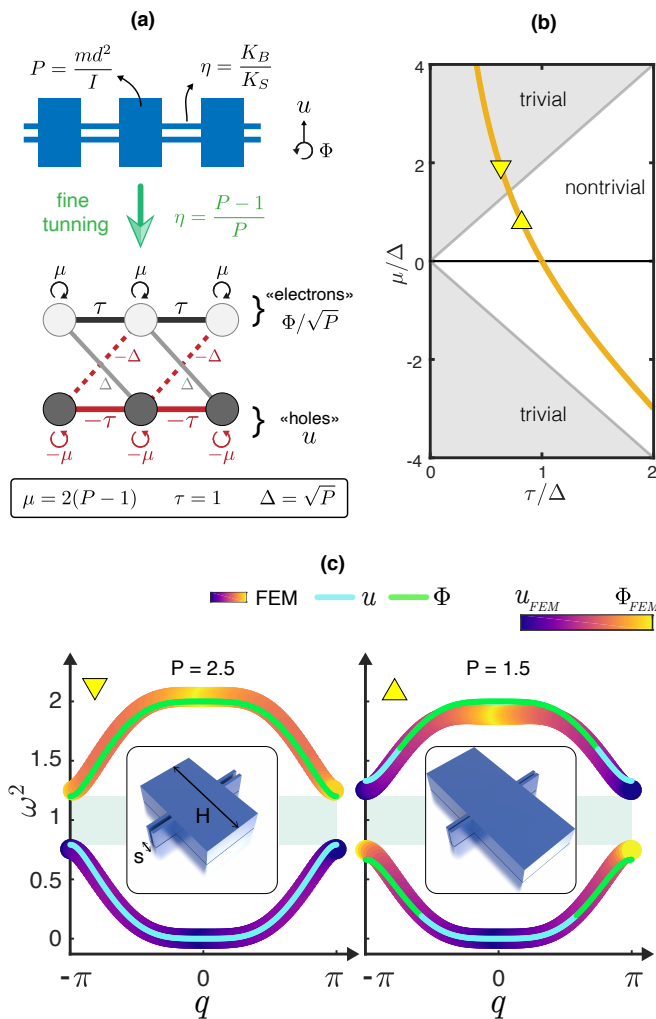 (a)
P = md²/I
η = K_B/K_S
u
Φ
fine
tunning
η = (P − 1)/P
μ μ μ
τ τ
«electrons»
Φ/√P
−Δ −Δ
Δ Δ
−τ −τ
«holes»
u
−μ −μ −μ
μ = 2(P − 1) τ = 1 Δ = √P
(b)
4
2
0
-2
-4
μ/Δ
trivial
nontrivial
trivial
0 1 2
τ/Δ
(c)
FEM u Φ
u_FEM Φ_FEM
P = 2.5
P = 1.5
2
1.5
1
0.5
0
ω²
H
s
-π 0 π
q
-π 0 π
q